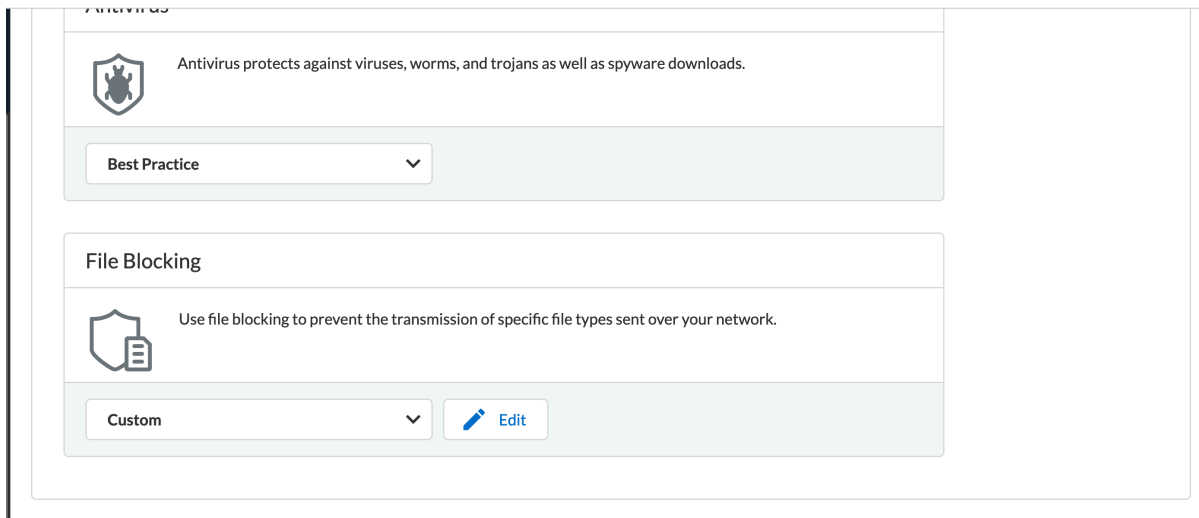 Antivirus
Antivirus protects against viruses, worms, and trojans as well as spyware downloads.
Best Practice
File Blocking
Use file blocking to prevent the transmission of specific file types sent over your network.
Custom
Edit